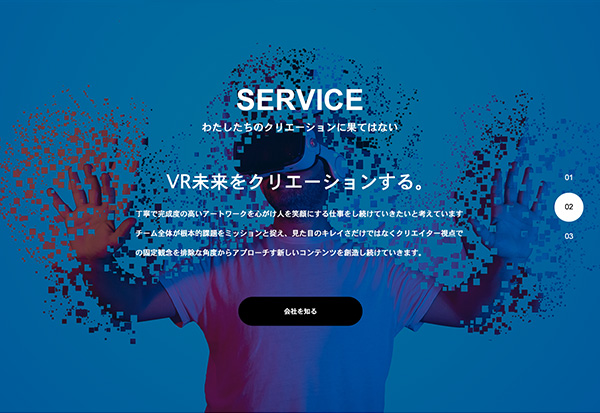 SERVICE
わたしたちのクリエーションに果てはない
VR未来をクリエーションする。
丁寧で完成度の高いアートワークを心がけ人を笑顔にする仕事をし続けていきたいと考えています
チーム全体が根本的課題をミッションと捉え、見た目のキレイさだけではなくクリエイター視点で
の固定観念を排除な角度からアプローチす新しいコンテンツを創造し続けていきます。
会社を知る
01
02
03